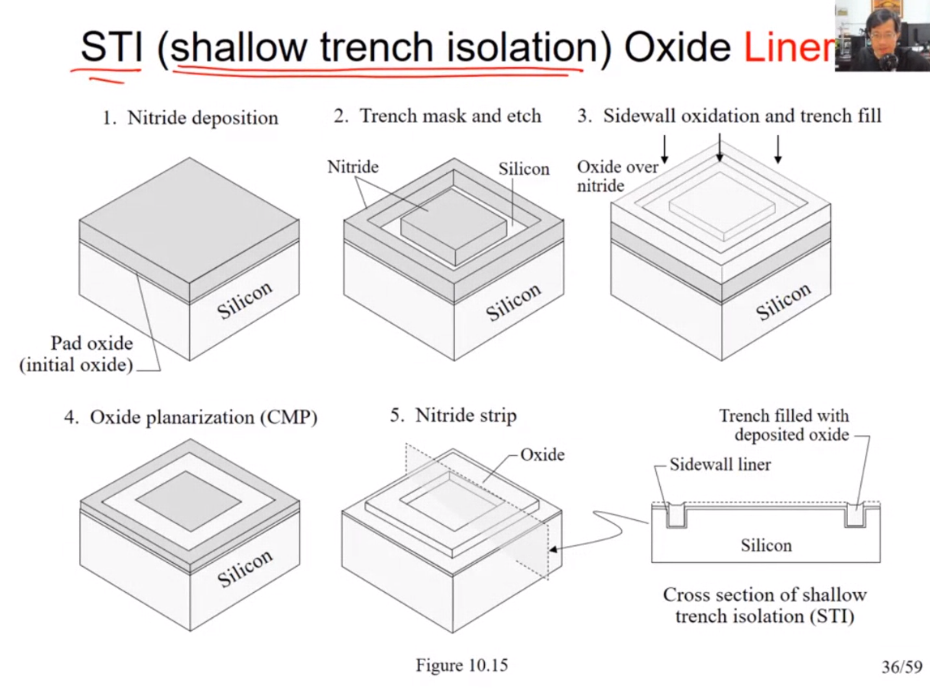 STI (shallow trench isolation) Oxide Liner
1. Nitride deposition
2. Trench mask and etch
3. Sidewall oxidation and trench fill
Nitride
Silicon
Oxide over
nitride
Silicon
Silicon
Silicon
Pad oxide
(initial oxide)
4. Oxide planarization (CMP)
5. Nitride strip
Trench filled with
deposited oxide
Oxide
Sidewall liner
Silicon
Silicon
Cross section of shallow
trench isolation (STI)
Figure 10.15
36/59